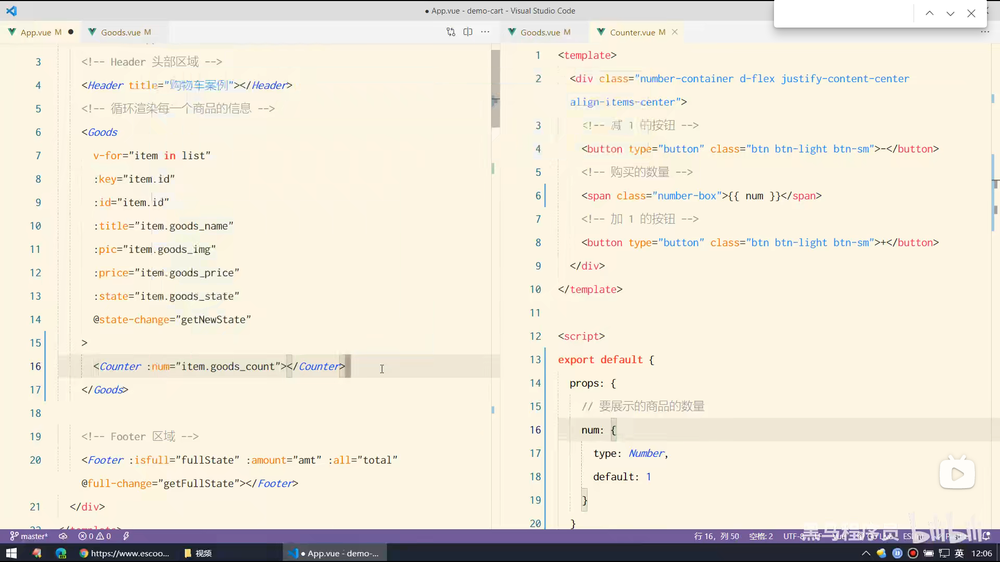 ● App.vue - demo-cart - Visual Studio Code
App.vue M ●
Goods.vue M
3 <!-- Header 头部区域 -->
4 <Header title="购物车案例"></Header>
5 <!-- 循环渲染每一个商品的信息 -->
6 <Goods
7 v-for="item in list"
8 :key="item.id"
9 :id="item.id"
10 :title="item.goods_name"
11 :pic="item.goods_img"
12 :price="item.goods_price"
13 :state="item.goods_state"
14 @state-change="getNewState"
15 >
16 <Counter :num="item.goods_count"></Counter>
17 </Goods>
18
19 <!-- Footer 区域 -->
20 <Footer :isfull="fullState" :amount="amt" :all="total"
@full-change="getFullState"></Footer>
21 </div>
Goods.vue M
Counter.vue M
1 <template>
2 <div class="number-container d-flex justify-content-center
align-items-center">
3 <!-- 减 1 的按钮 -->
4 <button type="button" class="btn btn-light btn-sm">-</button>
5 <!-- 购买的数量 -->
6 <span class="number-box">{{ num }}</span>
7 <!-- 加 1 的按钮 -->
8 <button type="button" class="btn btn-light btn-sm">+</button>
9 </div>
10 </template>
11
12 <script>
13 export default {
14 props: {
15 // 要展示的商品的数量
16 num: {
17 type: Number,
18 default: 1
19 }
20 }
master* 0 0 行 16，列 50 空格: 2 UTF-8 LF Vue Go Live
黑马程序员 bilibili
https://www.escoo... 视频 ● App.vue - demo-... 英 12:06